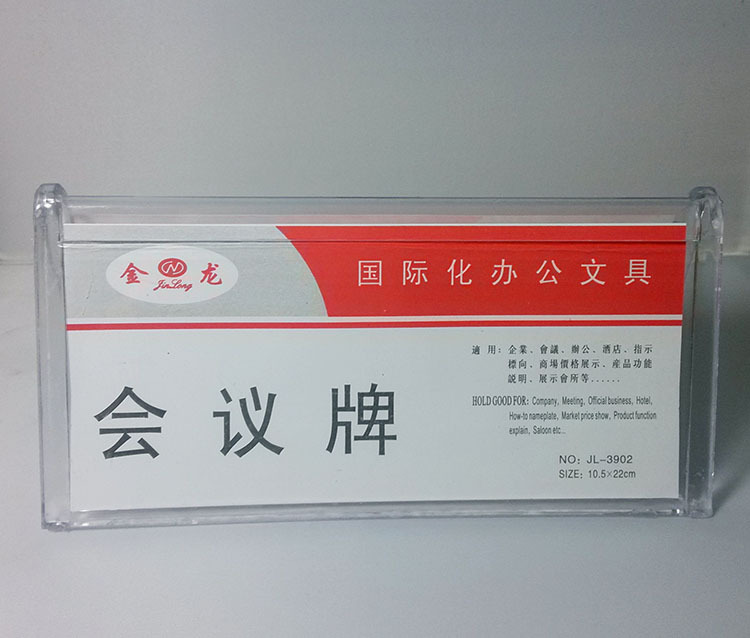 金 龙
JinLong
国际化办公文具
適用：企業、會議、辦公、酒店、指示
標向、商場價格展示、産品功能
説明、展示會所等......
HOLD GOOD FOR: Company, Meeting, Official business, Hotel,
How-to nameplate, Market price show, Product function
explain, Saloon etc...
会议牌
NO: JL-3902
SIZE: 10.5×22cm